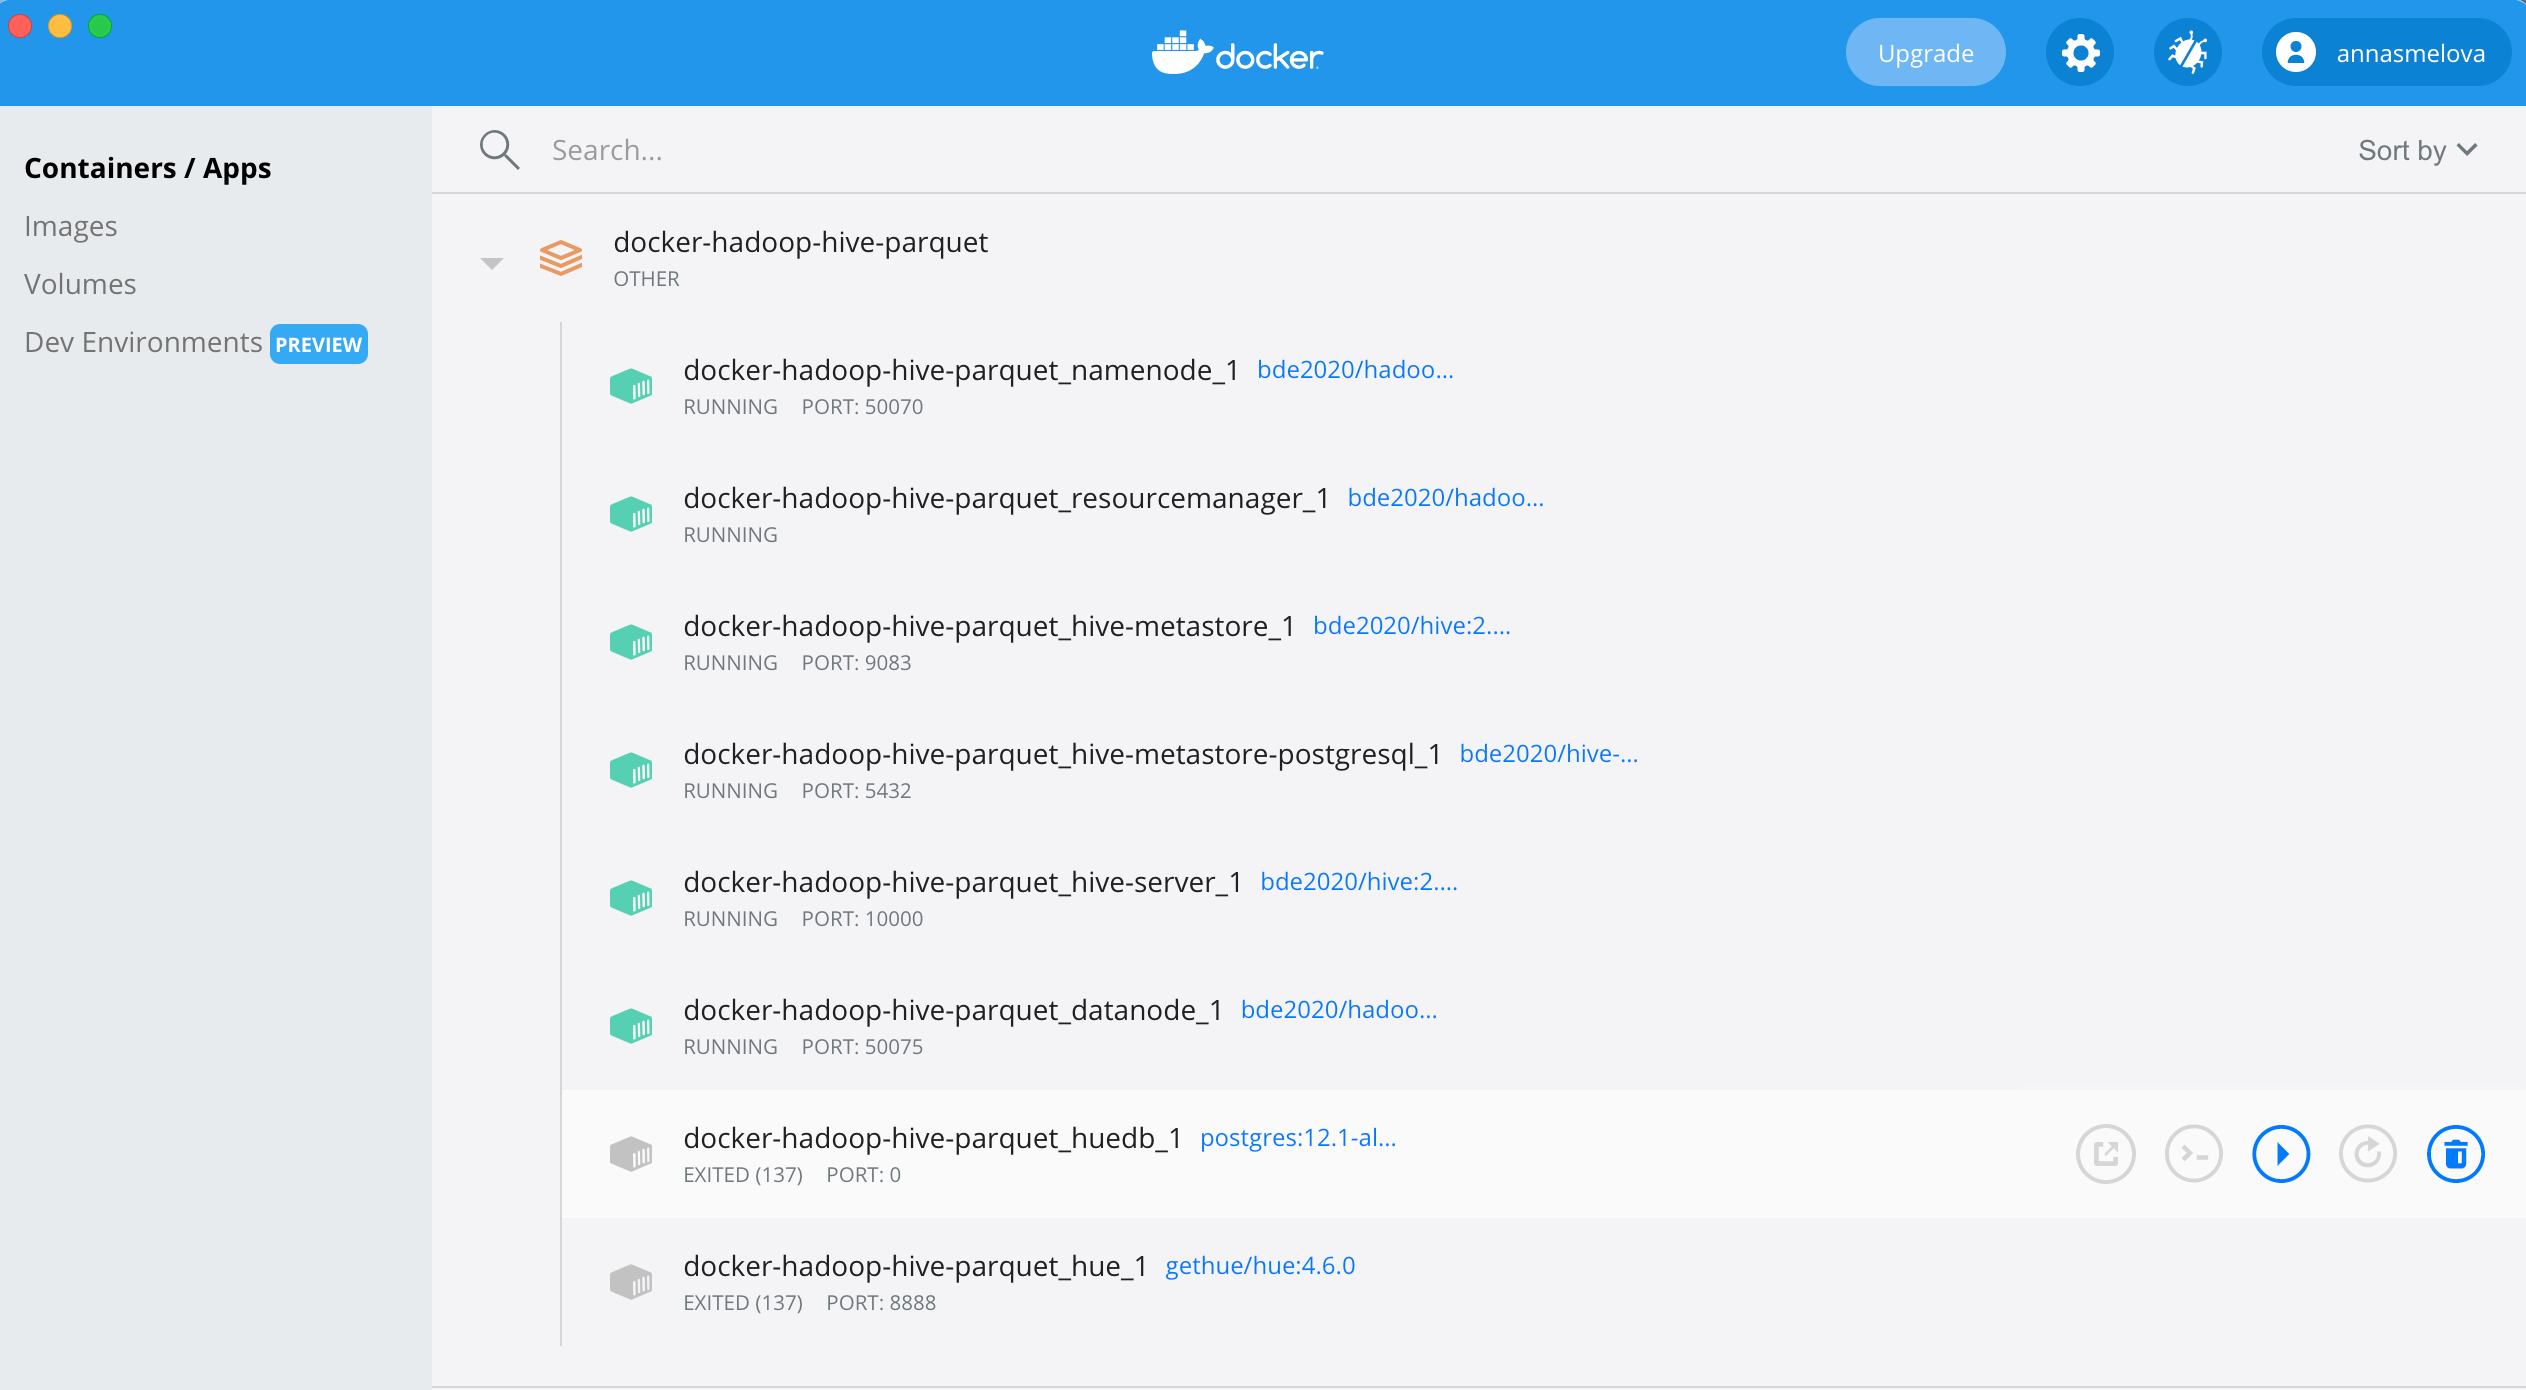 docker
Upgrade
annasmelova
Containers / Apps
Images
Volumes
Dev Environments PREVIEW
Search...
Sort by
docker-hadoop-hive-parquet
OTHER
docker-hadoop-hive-parquet_namenode_1 bde2020/hadoo...
RUNNING PORT: 50070
docker-hadoop-hive-parquet_resourcemanager_1 bde2020/hadoo...
RUNNING
docker-hadoop-hive-parquet_hive-metastore_1 bde2020/hive:2....
RUNNING PORT: 9083
docker-hadoop-hive-parquet_hive-metastore-postgresql_1 bde2020/hive-...
RUNNING PORT: 5432
docker-hadoop-hive-parquet_hive-server_1 bde2020/hive:2....
RUNNING PORT: 10000
docker-hadoop-hive-parquet_datanode_1 bde2020/hadoo...
RUNNING PORT: 50075
docker-hadoop-hive-parquet_huedb_1 postgres:12.1-al...
EXITED (137) PORT: 0
docker-hadoop-hive-parquet_hue_1 gethue/hue:4.6.0
EXITED (137) PORT: 8888